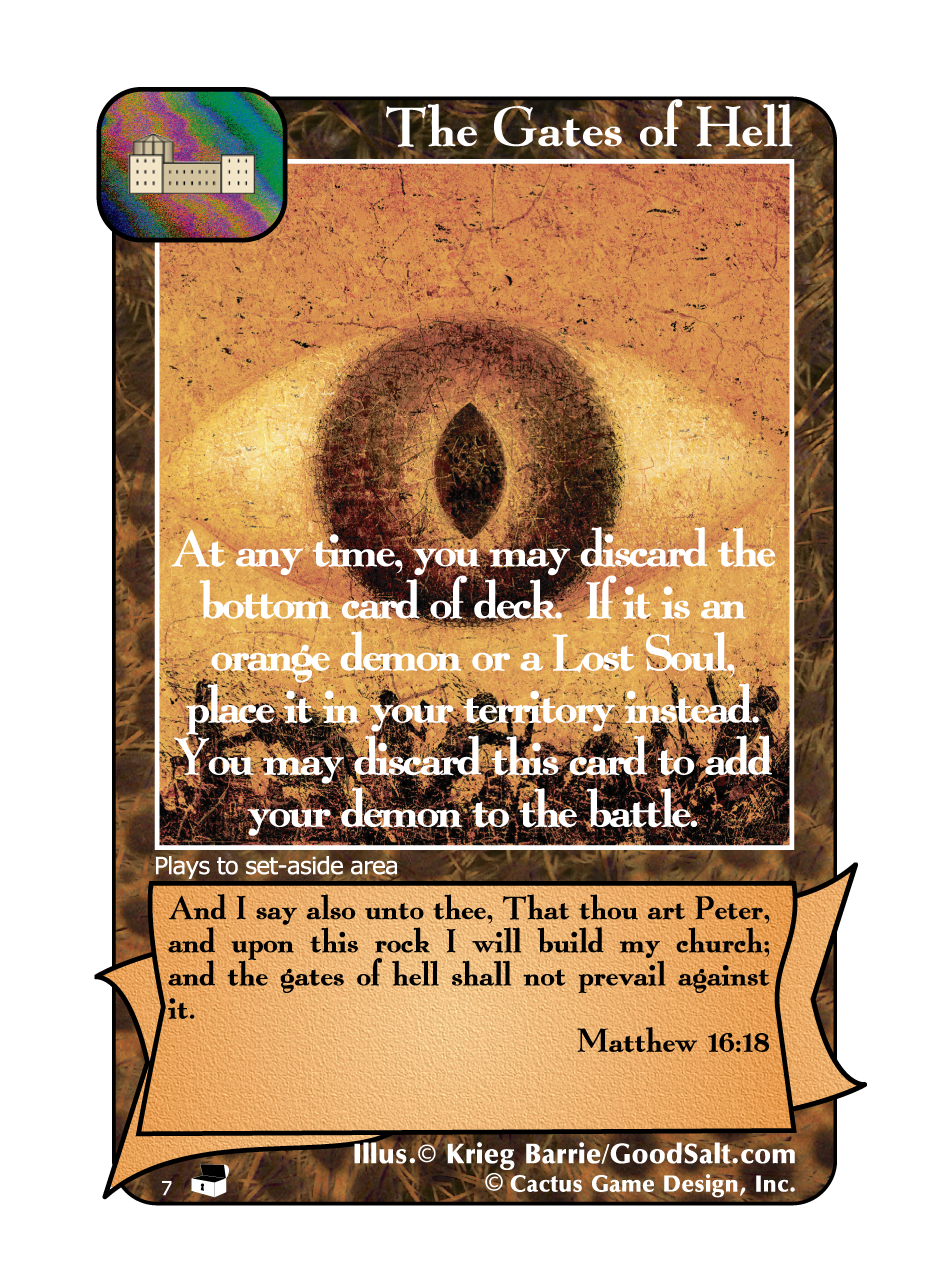 The Gates of Hell
At any time, you may discard the
bottom card of deck. If it is an
orange demon or a Lost Soul,
place it in your territory instead.
You may discard this card to add
your demon to the battle.
Plays to set-aside area
And I say also unto thee, That thou art Peter,
and upon this rock I will build my church;
and the gates of hell shall not prevail against
it.
Matthew 16:18
Illus.© Krieg Barrie/GoodSalt.com
7
© Cactus Game Design, Inc.